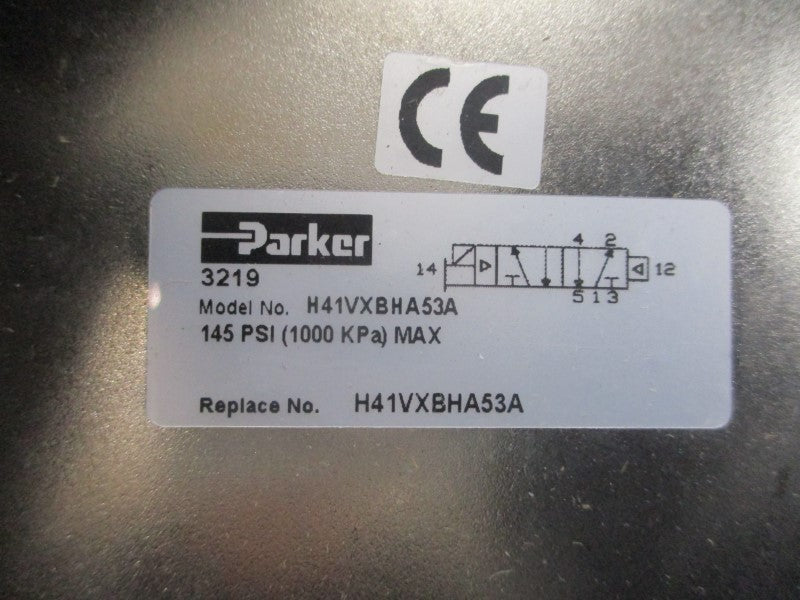 CE
Parker
3219
4 2
14 12
5 1 3
Model No. H41VXBHA53A
145 PSI (1000 KPa) MAX
Replace No. H41VXBHA53A